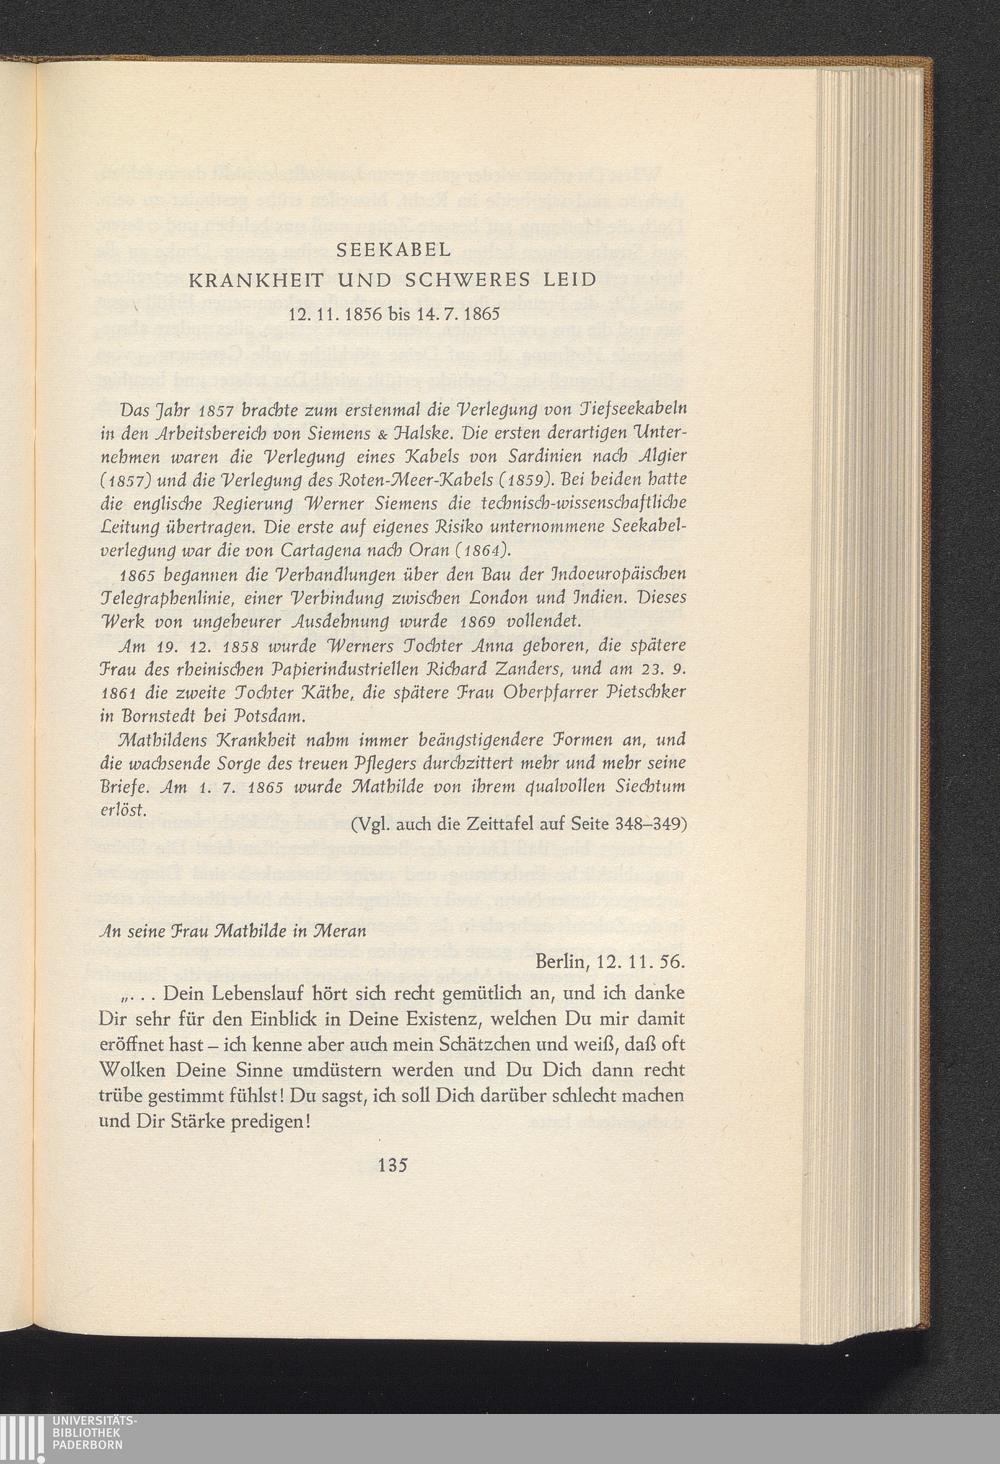 SEEKABEL
KRANKHEIT UND SCHWERES LEID
12. 11. 1856 bis 14. 7. 1865
Das Jahr 1857 brachte zum erstenmal die Verlegung von Tiefseekabeln
in den Arbeitsbereich von Siemens & Halske. Die ersten derartigen Unter-
nehmen waren die Verlegung eines Kabels von Sardinien nach Algier
(1857) und die Verlegung des Roten-Meer-Kabels (1859). Bei beiden hatte
die englische Regierung Werner Siemens die technisch-wissenschaftliche
Leitung übertragen. Die erste auf eigenes Risiko unternommene Seekabel-
verlegung war die von Cartagena nach Oran (1864).
1865 begannen die Verhandlungen über den Bau der Indoeuropäischen
Telegraphenlinie, einer Verbindung zwischen London und Indien. Dieses
Werk von ungeheurer Ausdehnung wurde 1869 vollendet.
Am 19. 12. 1858 wurde Werners Tochter Anna geboren, die spätere
Frau des rheinischen Papierindustriellen Richard Zanders, und am 23. 9.
1861 die zweite Tochter Käthe, die spätere Frau Oberpfarrer Pietschker
in Bornstedt bei Potsdam.
Mathildens Krankheit nahm immer beängstigendere Formen an, und
die wachsende Sorge des treuen Pflegers durchzittert mehr und mehr seine
Briefe. Am 1. 7. 1865 wurde Mathilde von ihrem qualvollen Siechtum
erlöst.
(Vgl. auch die Zeittafel auf Seite 348–349)
An seine Frau Mathilde in Meran
Berlin, 12. 11. 56.
„. . . Dein Lebenslauf hört sich recht gemütlich an, und ich danke
Dir sehr für den Einblick in Deine Existenz, welchen Du mir damit
eröffnet hast – ich kenne aber auch mein Schätzchen und weiß, daß oft
Wolken Deine Sinne umdüstern werden und Du Dich dann recht
trübe gestimmt fühlst! Du sagst, ich soll Dich darüber schlecht machen
und Dir Stärke predigen!
135
UNIVERSITÄTS-
BIBLIOTHEK
PADERBORN